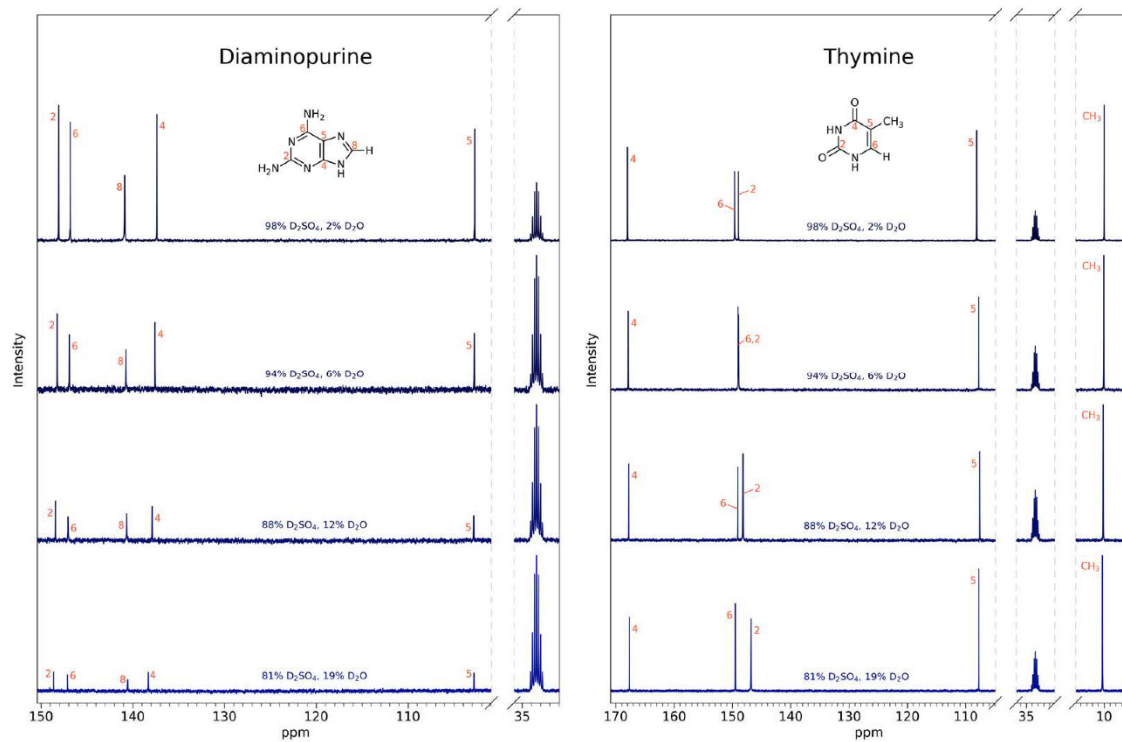 Diaminopurine
2
6
8
4
5
NH₂
6
5
N
N
8
H
2
4
H₂N
N
N
H
98% D₂SO₄, 2% D₂O
2
6
8
4
5
94% D₂SO₄, 6% D₂O
2
6
8
4
5
88% D₂SO₄, 12% D₂O
2
6
8
4
5
81% D₂SO₄, 19% D₂O
Intensity
150
140
130
120
110
35
ppm
Thymine
4
6
2
5
CH₃
O
4
5
CH₃
HN
2
6
O
N
H
H
98% D₂SO₄, 2% D₂O
4
6,2
5
CH₃
94% D₂SO₄, 6% D₂O
4
6
2
5
CH₃
88% D₂SO₄, 12% D₂O
4
6
2
5
CH₃
81% D₂SO₄, 19% D₂O
Intensity
170
160
150
140
130
120
110
35
10
ppm